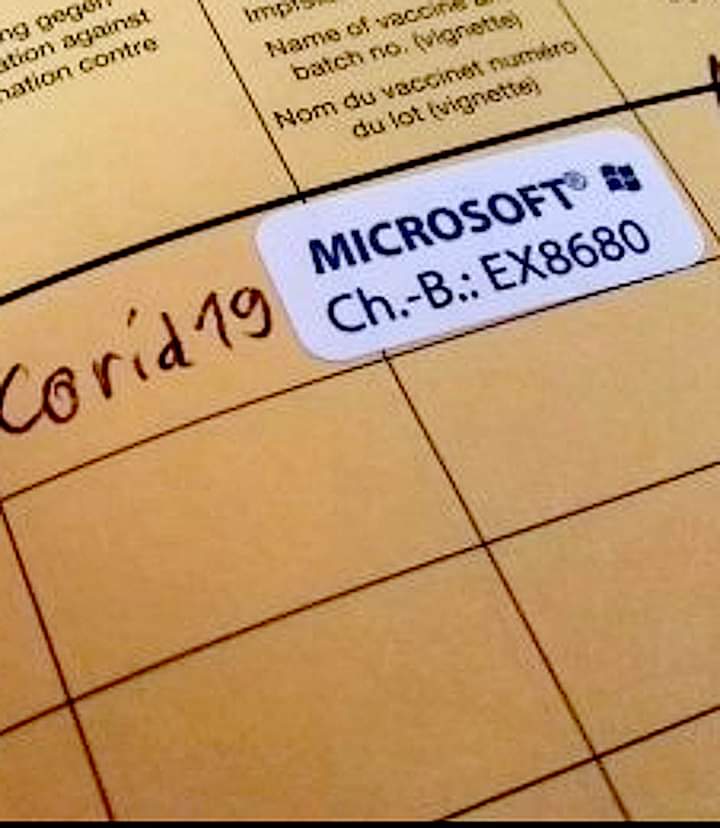 ng gegen
ation against
nation contre
Name of vaccine
batch no. (vignette)
Nom du vaccinet numéro
du lot (vignette)
MICROSOFT®
Ch.-B.: EX8680
Covid19